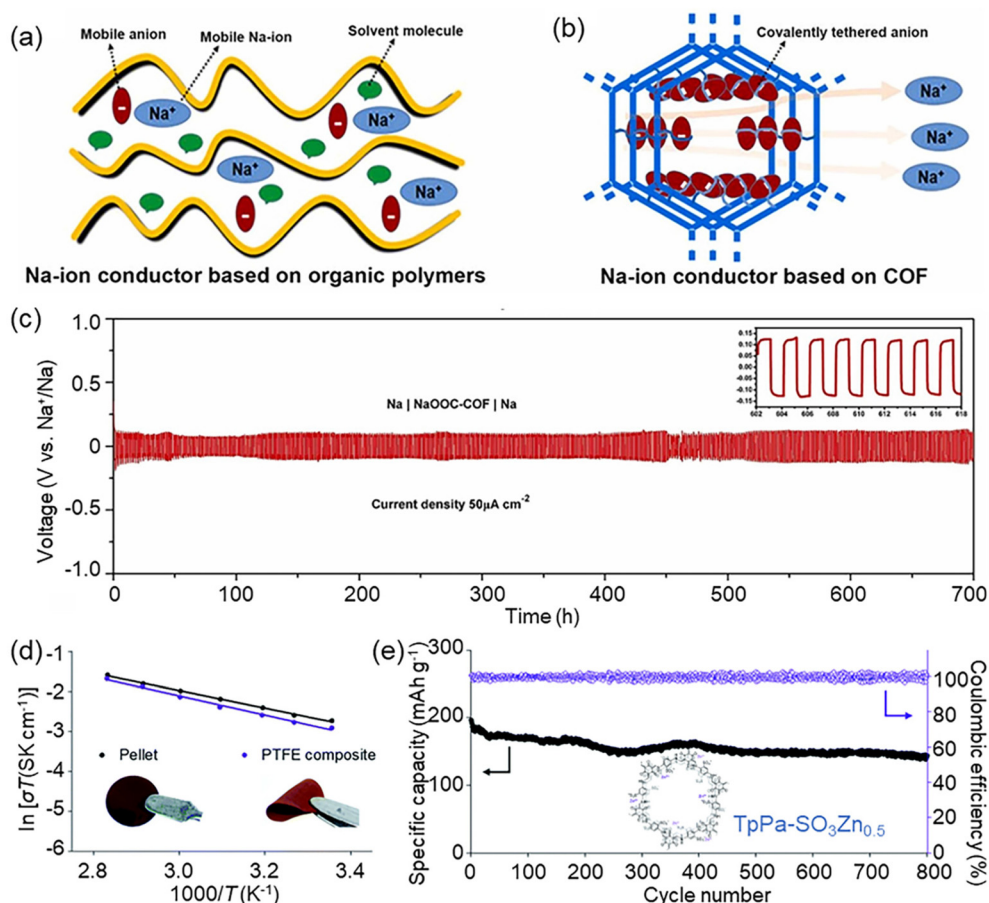 (a)
Mobile anion
Mobile Na-ion
Solvent molecule
Na⁺
Na⁺
Na⁺
Na⁺
Na-ion conductor based on organic polymers
(b)
Covalently tethered anion
Na⁺
Na⁺
Na⁺
Na-ion conductor based on COF
(c)
Voltage (V vs. Na⁺/Na)
1.0
0.5
0
-0.5
-1.0
Na | NaOOC-COF | Na
Current density 50μA cm⁻²
0.15
0.10
0.05
0.00
-0.05
-0.10
-0.15
602 604 606 608 610 612 614 616 618
0 100 200 300 400 500 600 700
Time (h)
(d)
ln [σT(SK cm⁻¹)]
-1
-2
-3
-4
-5
-6
Pellet
PTFE composite
2.8 3.0 3.2 3.4
1000/T (K⁻¹)
(e)
Specific capacity (mAh g⁻¹)
300
200
100
0
TpPa-SO₃Zn₀.₅
100
80
60
40
20
0
Coulombic efficiency (%)
0 100 200 300 400 500 600 700 800
Cycle number